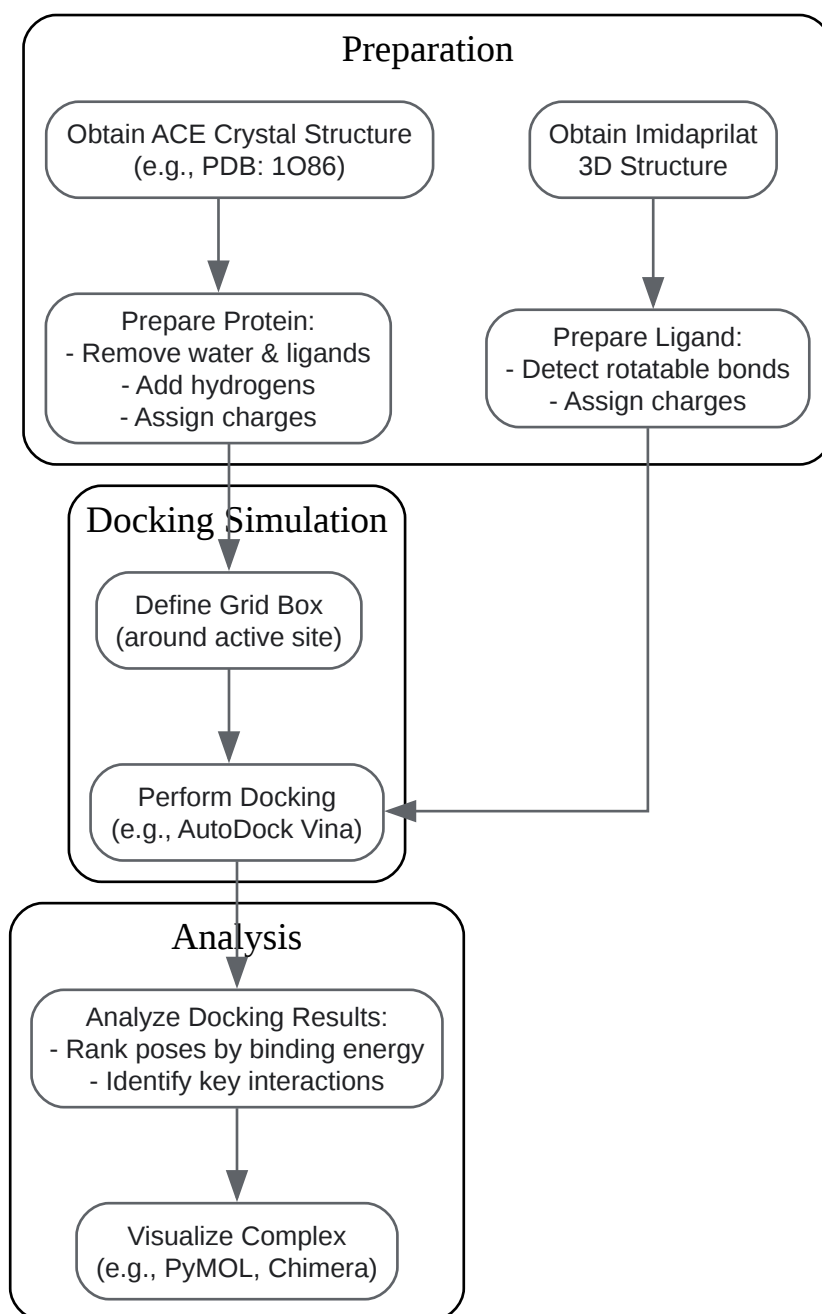 Preparation
Obtain ACE Crystal Structure
(e.g., PDB: 1O86)
Obtain Imidaprilat
3D Structure
Prepare Protein:
- Remove water & ligands
- Add hydrogens
- Assign charges
Prepare Ligand:
- Detect rotatable bonds
- Assign charges
Docking Simulation
Define Grid Box
(around active site)
Perform Docking
(e.g., AutoDock Vina)
Analysis
Analyze Docking Results:
- Rank poses by binding energy
- Identify key interactions
Visualize Complex
(e.g., PyMOL, Chimera)